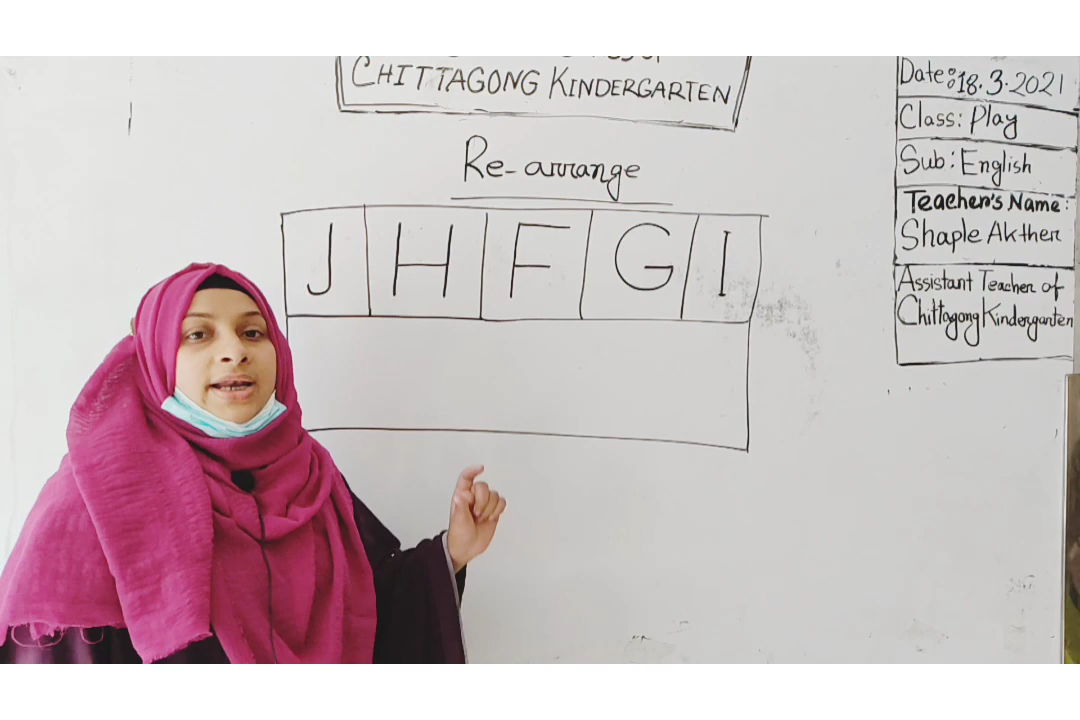 CHITTAGONG KINDERGARTEN
Re-arrange
J H F G I
Date: 18.3.2021
Class: Play
Sub: English
Teacher's Name:
Shaple Akther
Assistant Teacher of
Chittagong Kindergarten